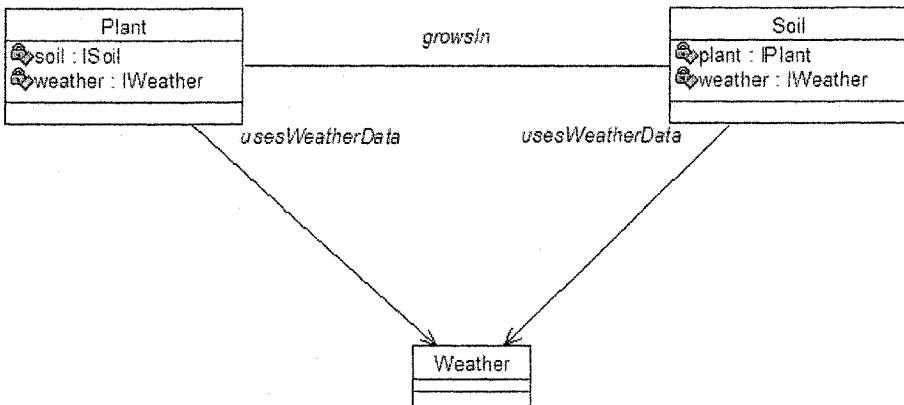 Plant
soil : ISoil
weather : IWeather
growsIn
Soil
plant : IPlant
weather : IWeather
usesWeatherData
usesWeatherData
Weather